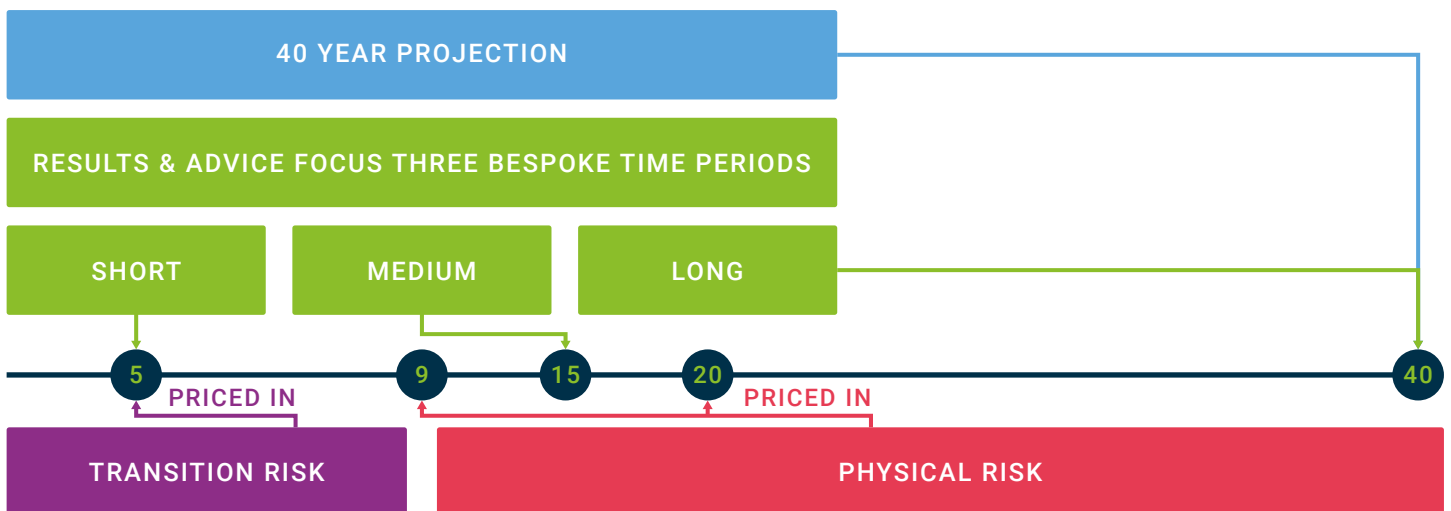 40 YEAR PROJECTION
RESULTS & ADVICE FOCUS THREE BESPOKE TIME PERIODS
SHORT
MEDIUM
LONG
5
9
15
20
40
PRICED IN
PRICED IN
TRANSITION RISK
PHYSICAL RISK